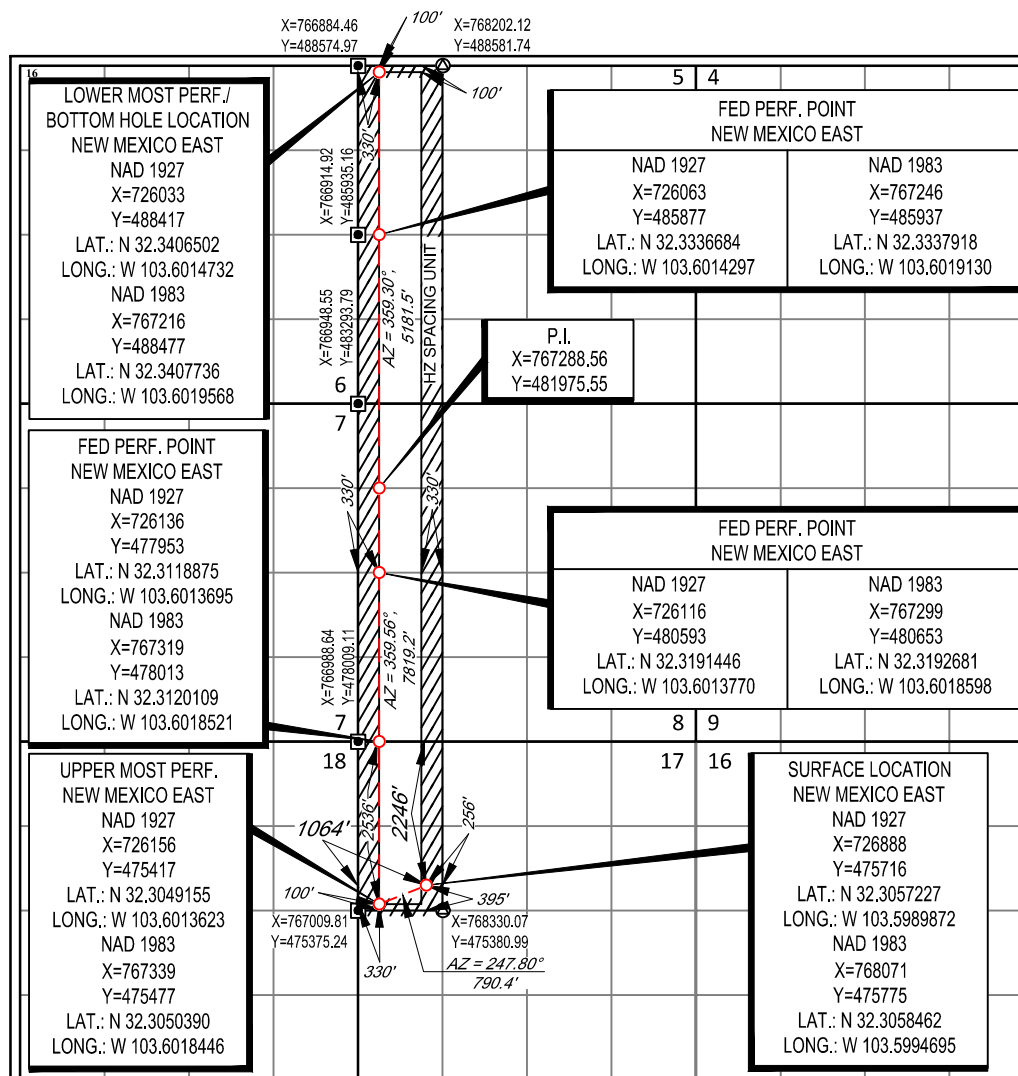 X=766884.46
Y=488574.97
100'
X=768202.12
Y=488581.74
16
5
4
100'
330'
LOWER MOST PERF./
BOTTOM HOLE LOCATION
NEW MEXICO EAST
NAD 1927
X=726033
Y=488417
LAT.: N 32.3406502
LONG.: W 103.6014732
NAD 1983
X=767216
Y=488477
LAT.: N 32.3407736
LONG.: W 103.6019568
FED PERF. POINT
NEW MEXICO EAST
NAD 1927
X=726063
Y=485877
LAT.: N 32.3336684
LONG.: W 103.6014297
NAD 1983
X=767246
Y=485937
LAT.: N 32.3337918
LONG.: W 103.6019130
X=766914.92
Y=485935.16
HZ SPACING UNIT
AZ = 359.30°,
5181.5'
X=766948.55
Y=483293.79
P.I.
X=767288.56
Y=481975.55
6
7
FED PERF. POINT
NEW MEXICO EAST
NAD 1927
X=726136
Y=477953
LAT.: N 32.3118875
LONG.: W 103.6013695
NAD 1983
X=767319
Y=478013
LAT.: N 32.3120109
LONG.: W 103.6018521
330'
330'
FED PERF. POINT
NEW MEXICO EAST
NAD 1927
X=726116
Y=480593
LAT.: N 32.3191446
LONG.: W 103.6013770
NAD 1983
X=767299
Y=480653
LAT.: N 32.3192681
LONG.: W 103.6018598
X=766988.64
Y=478009.11
AZ = 359.56°,
7819.2'
7
18
8
9
17
16
UPPER MOST PERF.
NEW MEXICO EAST
NAD 1927
X=726156
Y=475417
LAT.: N 32.3049155
LONG.: W 103.6013623
NAD 1983
X=767339
Y=475477
LAT.: N 32.3050390
LONG.: W 103.6018446
1064'
2536'
2246'
256'
100'
395'
X=767009.81
Y=475375.24
330'
X=768330.07
Y=475380.99
AZ = 247.80°
790.4'
SURFACE LOCATION
NEW MEXICO EAST
NAD 1927
X=726888
Y=475716
LAT.: N 32.3057227
LONG.: W 103.5989872
NAD 1983
X=768071
Y=475775
LAT.: N 32.3058462
LONG.: W 103.5994695